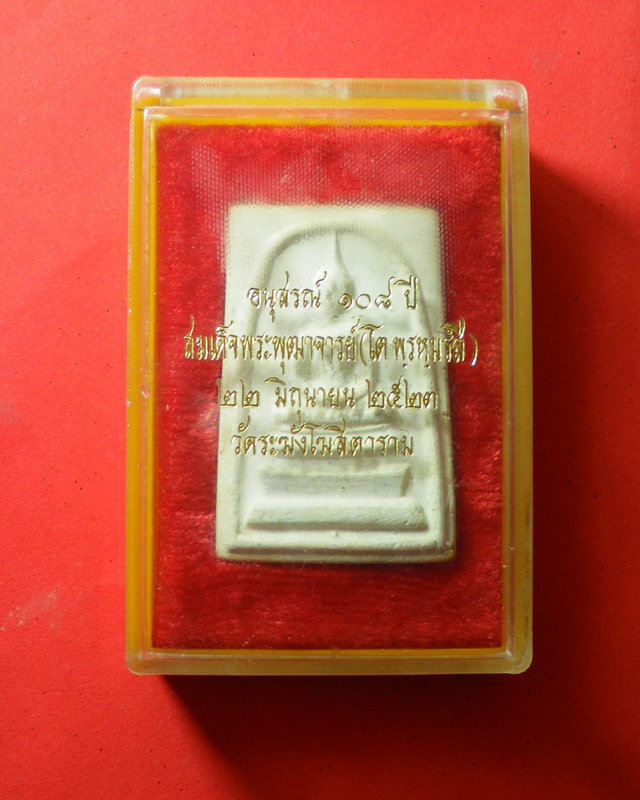 อนุสรณ์ ๑๐๘ ปี
สมเด็จพระพุฒาจารย์(โต พฺรหฺมรํสี)
๒๒ มิถุนายน ๒๕๒๓
วัดระฆังโฆสิตาราม